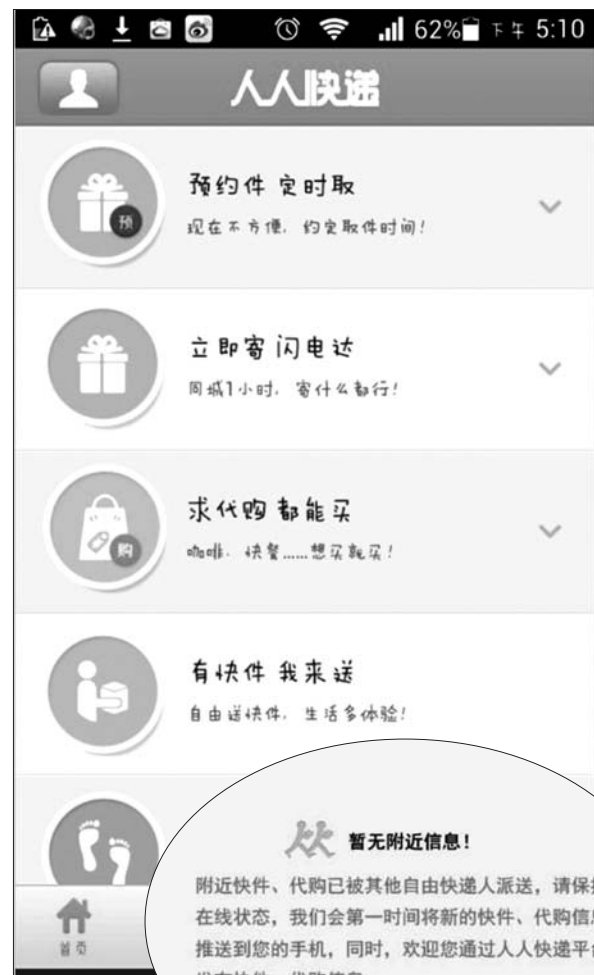 62% 下午 5:10
人人快递
预约件 定时取
预
现在不方便，约定取件时间！
立即寄 闪电达
同城1小时，寄什么都行！
求代购 都能买
购
咖啡、快餐……想买就买！
有快件 我来送
自由送快件，生活多体验！
暂无附近信息！
附近快件、代购已被其他自由快递人派送，请保
在线状态，我们会第一时间将新的快件、代购信息
推送到您的手机，同时，欢迎您通过人人快递平台
首页